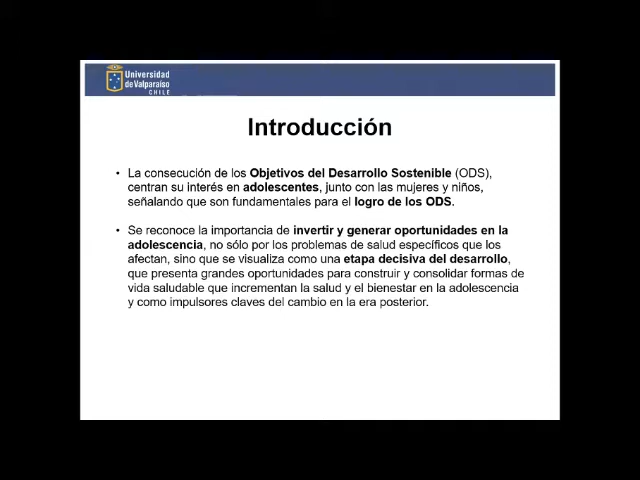 Universidad
de Valparaíso
CHILE
Introducción
• La consecución de los Objetivos del Desarrollo Sostenible (ODS),
centran su interés en adolescentes, junto con las mujeres y niños,
señalando que son fundamentales para el logro de los ODS.
• Se reconoce la importancia de invertir y generar oportunidades en la
adolescencia, no sólo por los problemas de salud específicos que los
afectan, sino que se visualiza como una etapa decisiva del desarrollo,
que presenta grandes oportunidades para construir y consolidar formas de
vida saludable que incrementan la salud y el bienestar en la adolescencia
y como impulsores claves del cambio en la era posterior.